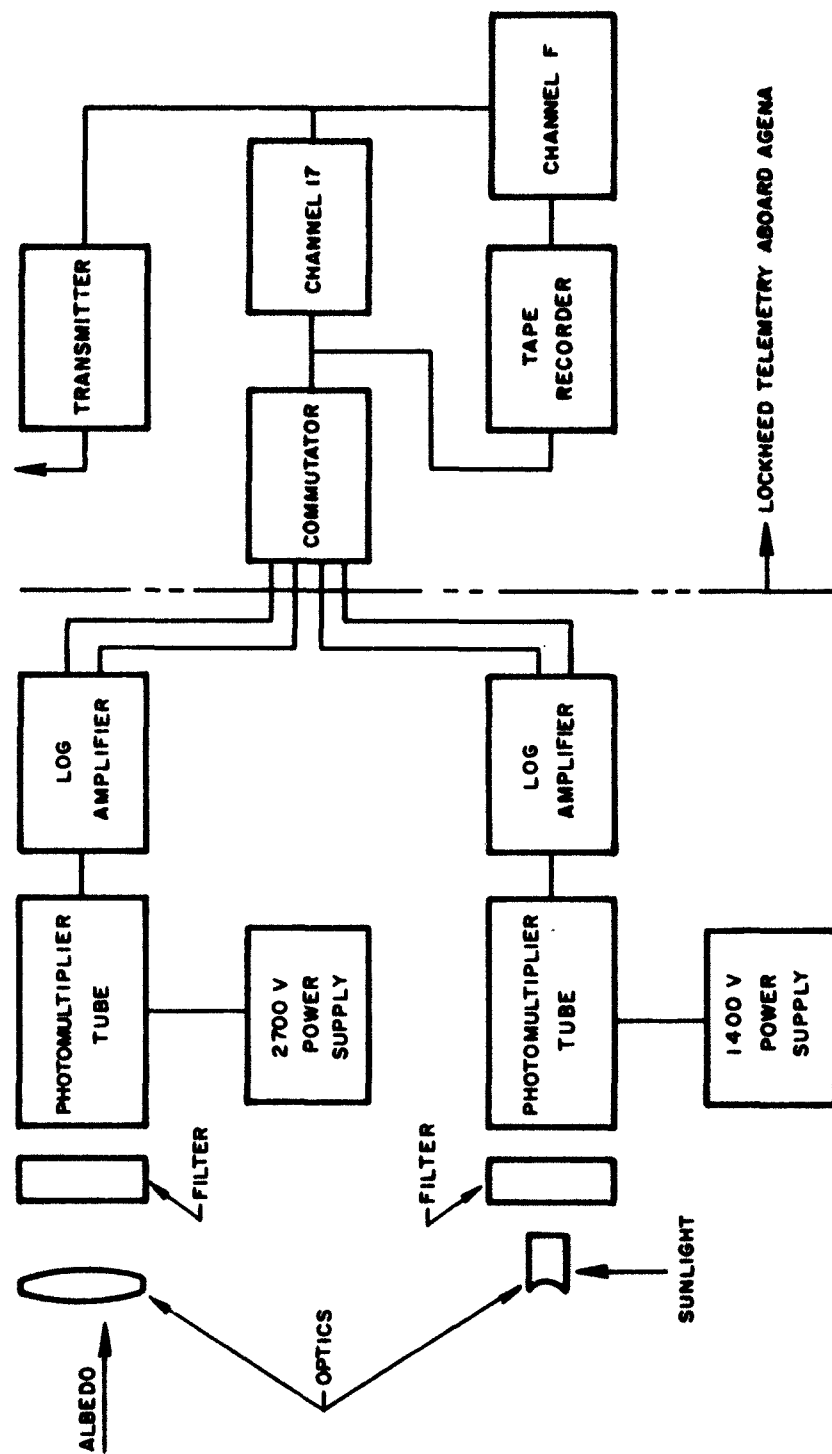 ALBEDO
OPTICS
SUNLIGHT
FILTER
FILTER
PHOTOMULTIPLIER
TUBE
2700 V
POWER
SUPPLY
PHOTOMULTIPLIER
TUBE
1400 V
POWER
SUPPLY
LOG
AMPLIFIER
LOG
AMPLIFIER
COMMUTATOR
TRANSMITTER
CHANNEL 17
TAPE
RECORDER
CHANNEL F
LOCKHEED TELEMETRY ABOARD AGENA